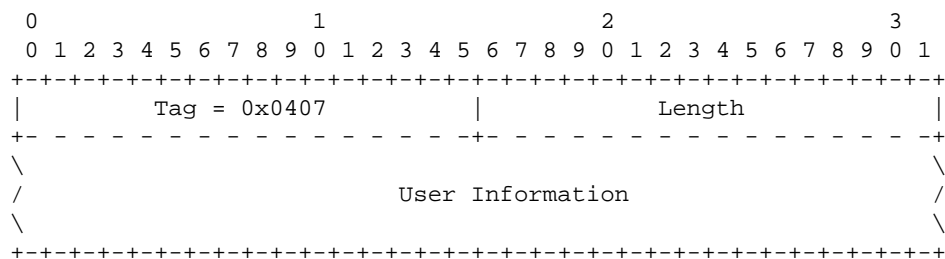 0                   1                   2                   3
 0 1 2 3 4 5 6 7 8 9 0 1 2 3 4 5 6 7 8 9 0 1 2 3 4 5 6 7 8 9 0 1
+-+-+-+-+-+-+-+-+-+-+-+-+-+-+-+-+-+-+-+-+-+-+-+-+-+-+-+-+-+-+-+-+
|         Tag = 0x0407          |            Length             |
+- - - - - - - - - - - - - - - -+- - - - - - - - - - - - - - - -+
\                                                               \
/                          User Information                     /
\                                                               \
+-+-+-+-+-+-+-+-+-+-+-+-+-+-+-+-+-+-+-+-+-+-+-+-+-+-+-+-+-+-+-+-+